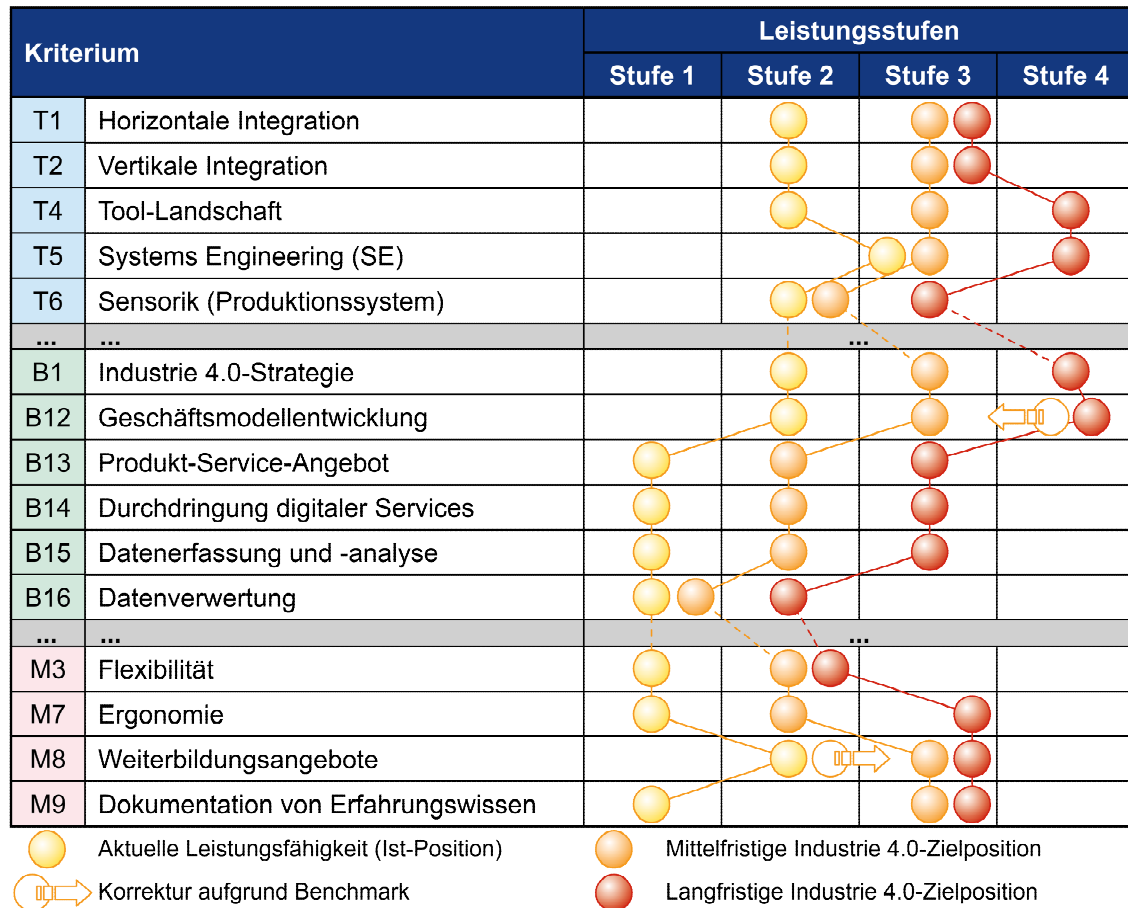 Kriterium
Leistungsstufen
Stufe 1 Stufe 2 Stufe 3 Stufe 4
T1 Horizontale Integration
T2 Vertikale Integration
T4 Tool-Landschaft
T5 Systems Engineering (SE)
T6 Sensorik (Produktionssystem)
... ... ...
B1 Industrie 4.0-Strategie
B12 Geschäftsmodellentwicklung
B13 Produkt-Service-Angebot
B14 Durchdringung digitaler Services
B15 Datenerfassung und -analyse
B16 Datenverwertung
... ... ...
M3 Flexibilität
M7 Ergonomie
M8 Weiterbildungsangebote
M9 Dokumentation von Erfahrungswissen
Aktuelle Leistungsfähigkeit (Ist-Position) Mittelfristige Industrie 4.0-Zielposition
Korrektur aufgrund Benchmark Langfristige Industrie 4.0-Zielposition